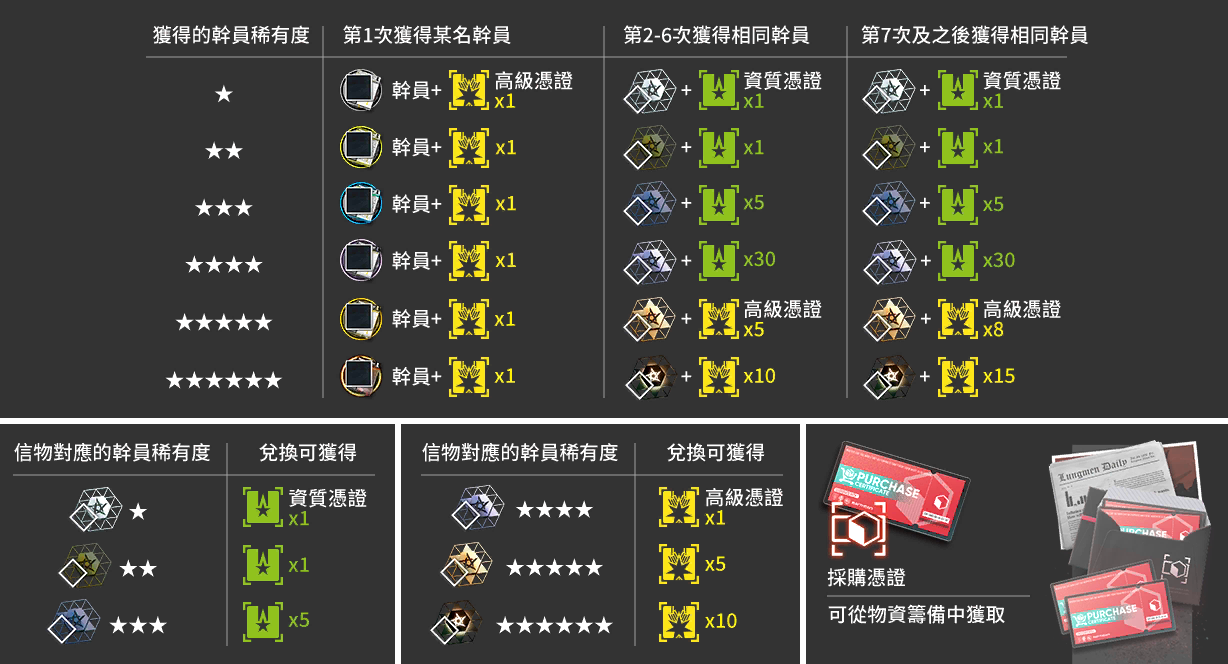 獲得的幹員稀有度 第1次獲得某名幹員 第2-6次獲得相同幹員 第7次及之後獲得相同幹員
★ 幹員+ 高級憑證 x1 + 資質憑證 x1 + 資質憑證 x1
★★ 幹員+ x1 + x1 + x1
★★★ 幹員+ x1 + x5 + x5
★★★★ 幹員+ x1 + x30 + x30
★★★★★ 幹員+ x1 + 高級憑證 x5 + 高級憑證 x8
★★★★★★ 幹員+ x1 + x10 + x15
信物對應的幹員稀有度 兌換可獲得
★ 資質憑證 x1
★★ x1
★★★ x5
信物對應的幹員稀有度 兌換可獲得
★★★★ 高級憑證 x1
★★★★★ x5
★★★★★★ x10
PURCHASE
CERTIFICATE
採購憑證
可從物資籌備中獲取
Lungmen Daily
PURCHASE
CERTIFICATE